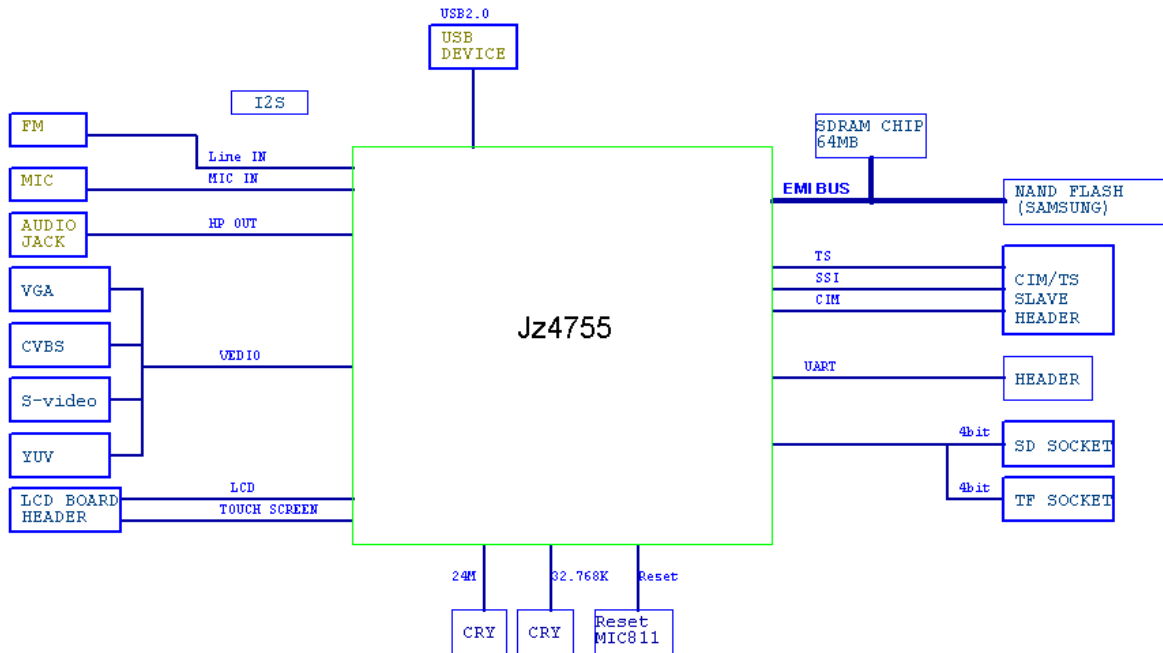 USB2.0
USB
DEVICE
I2S
FM
Line IN
MIC
MIC IN
AUDIO
JACK
HP OUT
VGA
CVBS
S-video
YUV
VEDIO
LCD BOARD
HEADER
LCD
TOUCH SCREEN
Jz4755
SDRAM CHIP
64MB
EMI BUS
NAND FLASH
(SAMSUNG)
TS
SSI
CIM
CIM/TS
SLAVE
HEADER
UART
HEADER
4bit
SD SOCKET
4bit
TF SOCKET
24M
32.768K
Reset
CRY
CRY
Reset
MIC811